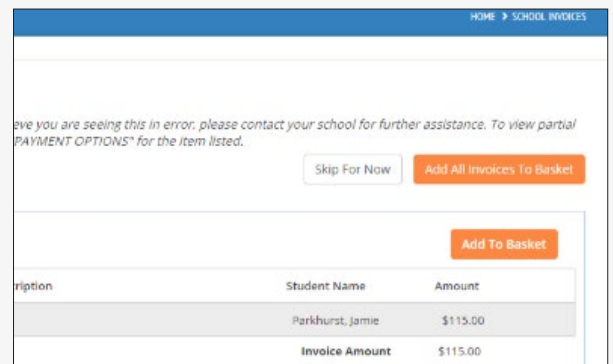 HOME > SCHOOL INVOICES
eve you are seeing this in error, please contact your school for further assistance. To view partial
PAYMENT OPTIONS" for the item listed.
Skip For Now Add All Invoices To Basket
Add To Basket
ription Student Name Amount
Parkhurst, Jamie $115.00
Invoice Amount $115.00